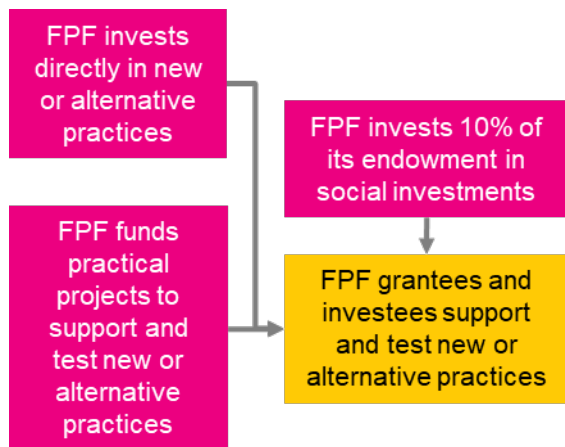 FPF invests
directly in new
or alternative
practices
FPF invests 10% of
its endowment in
social investments
FPF funds
practical
projects to
support and
test new or
alternative
practices
FPF grantees and
investees support
and test new or
alternative practices